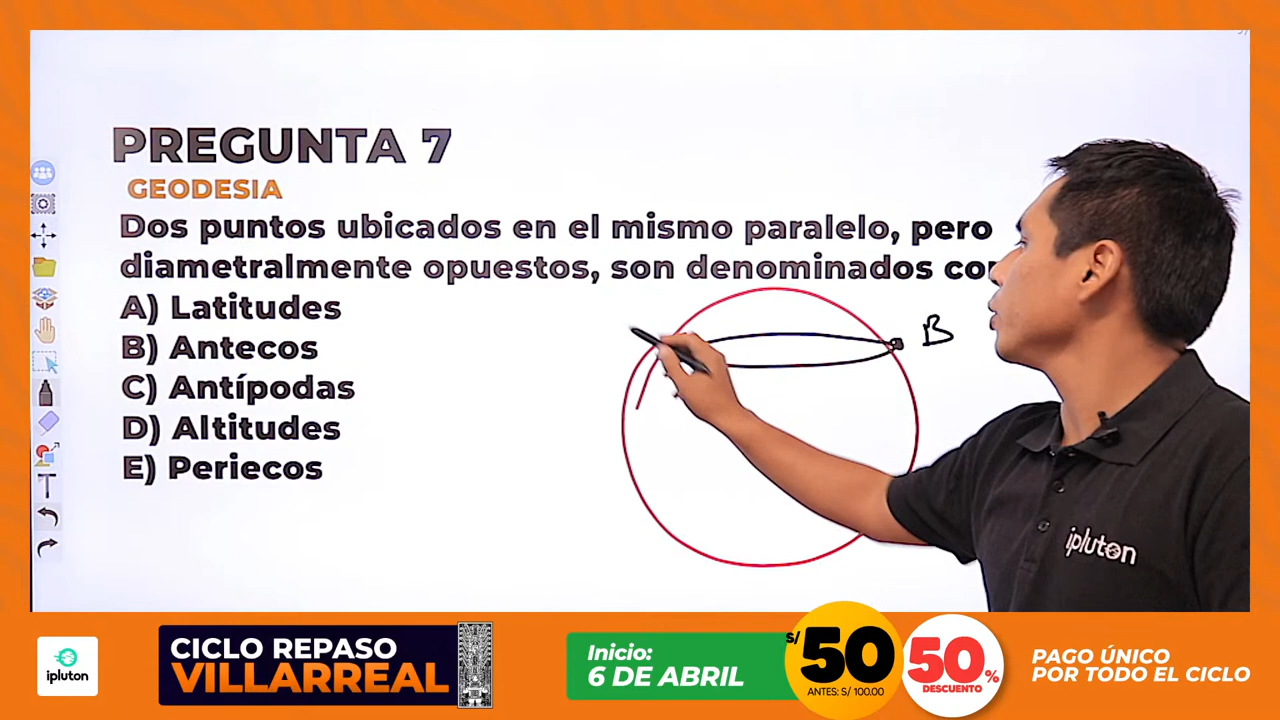 PREGUNTA 7
GEODESIA
Dos puntos ubicados en el mismo paralelo, pero
diametralmente opuestos, son denominados
A) Latitudes
B) Antecos
C) Antípodas
D) Altitudes
E) Periecos
B
ipluton
ipluton
CICLO REPASO
VILLARREAL
Inicio:
6 DE ABRIL
S/ 50
ANTES: S/ 100.00
50%
DESCUENTO
PAGO ÚNICO
POR TODO EL CICLO